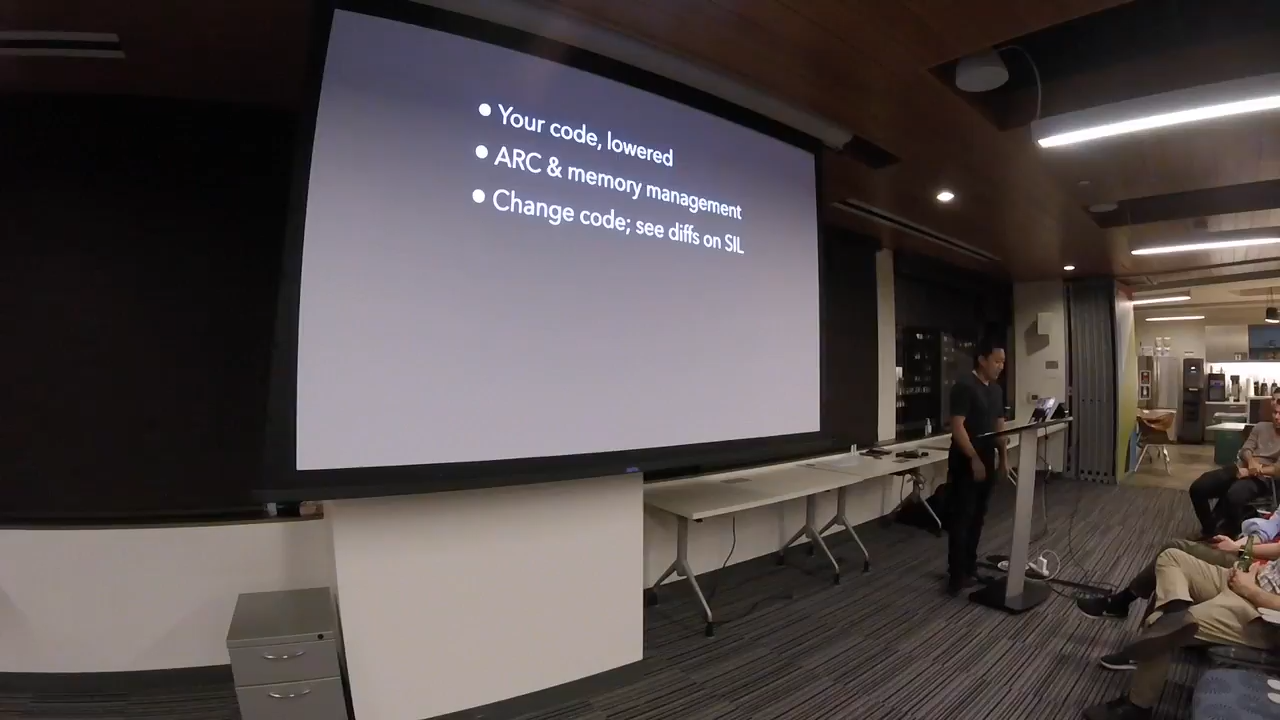 • Your code, lowered
• ARC & memory management
• Change code; see diffs on SIL